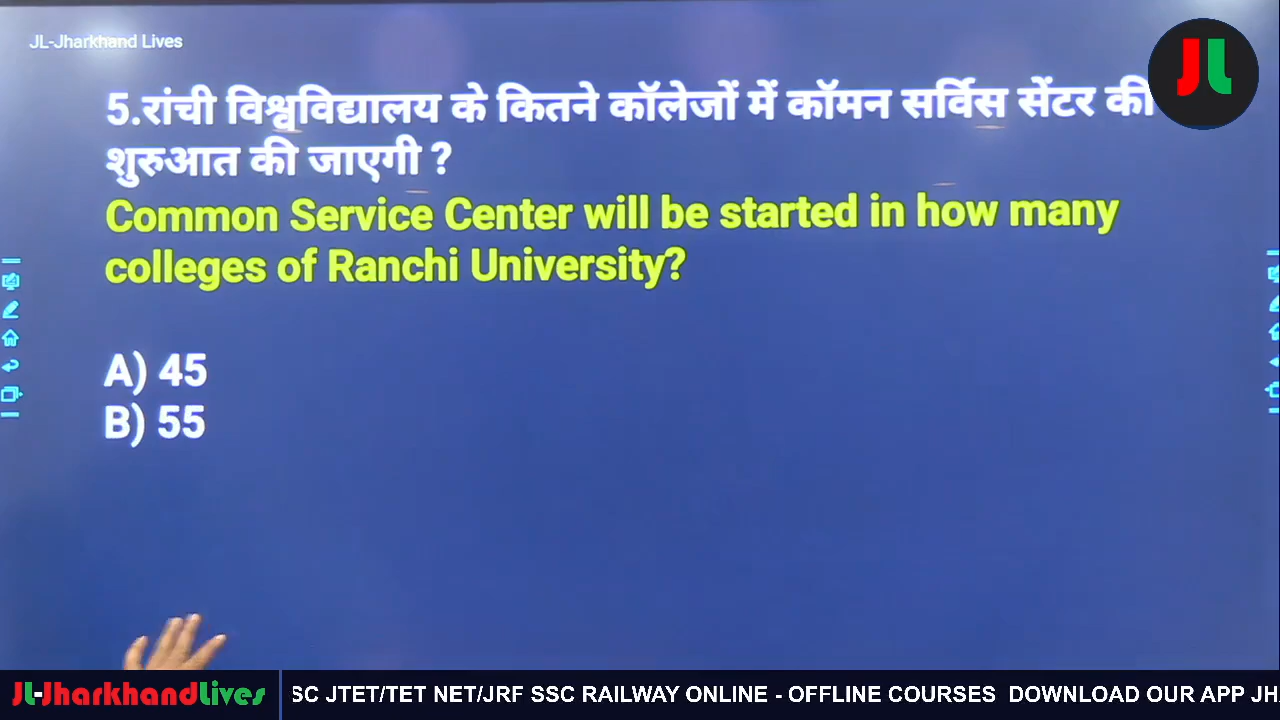 JL-Jharkhand Lives
JL
5.रांची विश्वविद्यालय के कितने कॉलेजों में कॉमन सर्विस सेंटर की
शुरुआत की जाएगी ?
Common Service Center will be started in how many
colleges of Ranchi University?
A) 45
B) 55
JL-JharkhandLives
SC JTET/TET NET/JRF SSC RAILWAY ONLINE - OFFLINE COURSES DOWNLOAD OUR APP JH